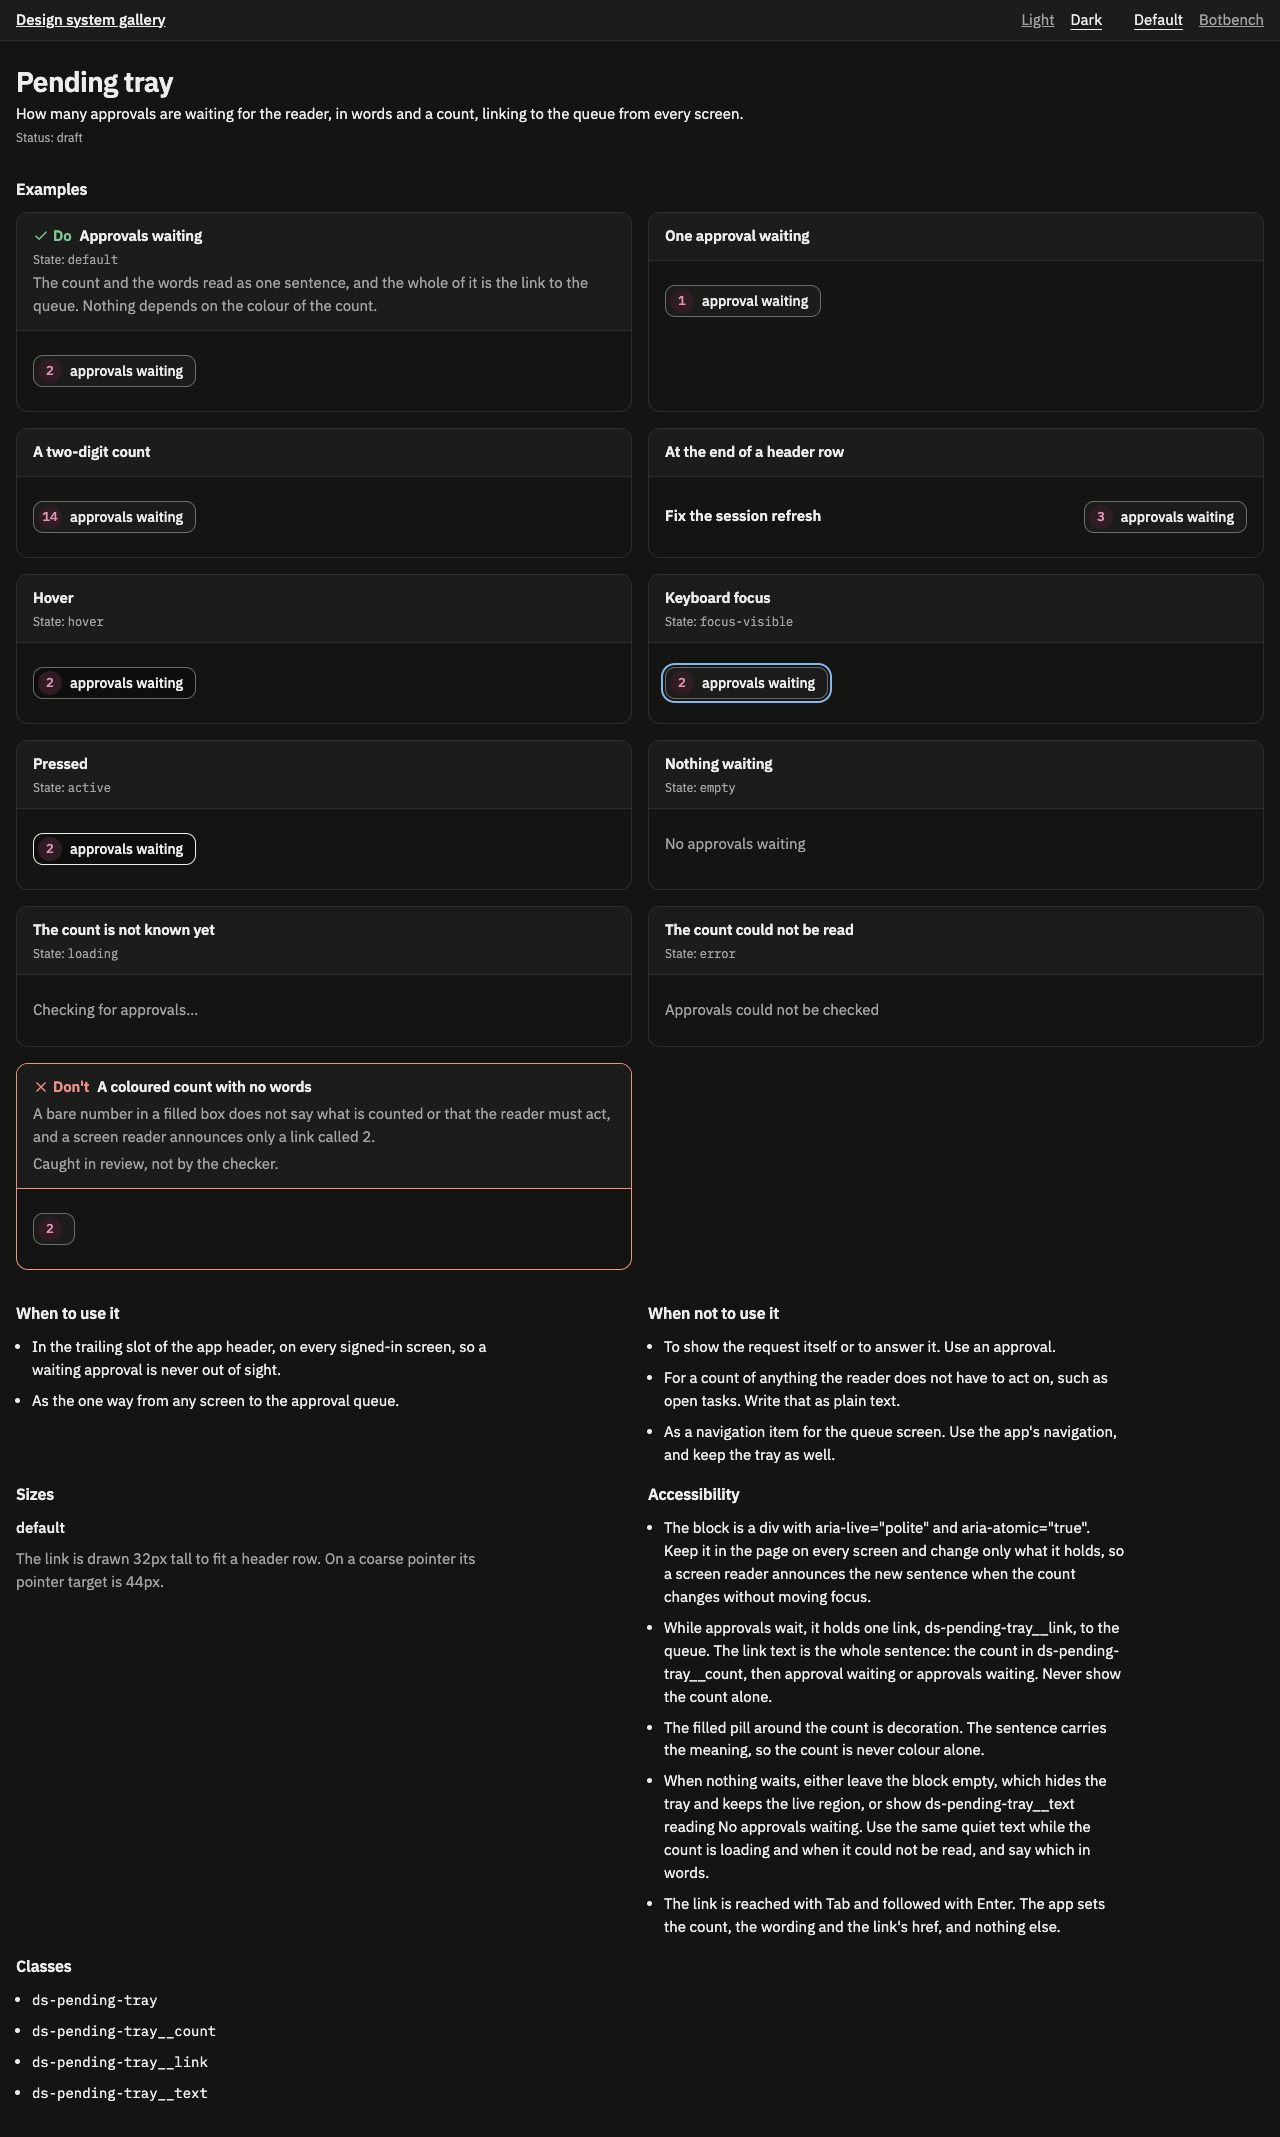 Design system gallery
Light Dark Default Botbench
Pending tray
How many approvals are waiting for the reader, in words and a count, linking to the queue from every screen.
Status: draft
Examples
Do Approvals waiting
State: default
The count and the words read as one sentence, and the whole of it is the link to the
queue. Nothing depends on the colour of the count.
2 approvals waiting
One approval waiting
1 approval waiting
A two-digit count
14 approvals waiting
At the end of a header row
Fix the session refresh 3 approvals waiting
Hover
State: hover
2 approvals waiting
Keyboard focus
State: focus-visible
2 approvals waiting
Pressed
State: active
2 approvals waiting
Nothing waiting
State: empty
No approvals waiting
The count is not known yet
State: loading
Checking for approvals...
The count could not be read
State: error
Approvals could not be checked
Don't A coloured count with no words
A bare number in a filled box does not say what is counted or that the reader must act,
and a screen reader announces only a link called 2.
Caught in review, not by the checker.
2
When to use it
• In the trailing slot of the app header, on every signed-in screen, so a
waiting approval is never out of sight.
• As the one way from any screen to the approval queue.
When not to use it
• To show the request itself or to answer it. Use an approval.
• For a count of anything the reader does not have to act on, such as
open tasks. Write that as plain text.
• As a navigation item for the queue screen. Use the app's navigation,
and keep the tray as well.
Sizes
default
The link is drawn 32px tall to fit a header row. On a coarse pointer its
pointer target is 44px.
Accessibility
• The block is a div with aria-live="polite" and aria-atomic="true".
Keep it in the page on every screen and change only what it holds, so
a screen reader announces the new sentence when the count
changes without moving focus.
• While approvals wait, it holds one link, ds-pending-tray__link, to the
queue. The link text is the whole sentence: the count in ds-pending-
tray__count, then approval waiting or approvals waiting. Never show
the count alone.
• The filled pill around the count is decoration. The sentence carries
the meaning, so the count is never colour alone.
• When nothing waits, either leave the block empty, which hides the
tray and keeps the live region, or show ds-pending-tray__text
reading No approvals waiting. Use the same quiet text while the
count is loading and when it could not be read, and say which in
words.
• The link is reached with Tab and followed with Enter. The app sets
the count, the wording and the link's href, and nothing else.
Classes
• ds-pending-tray
• ds-pending-tray__count
• ds-pending-tray__link
• ds-pending-tray__text